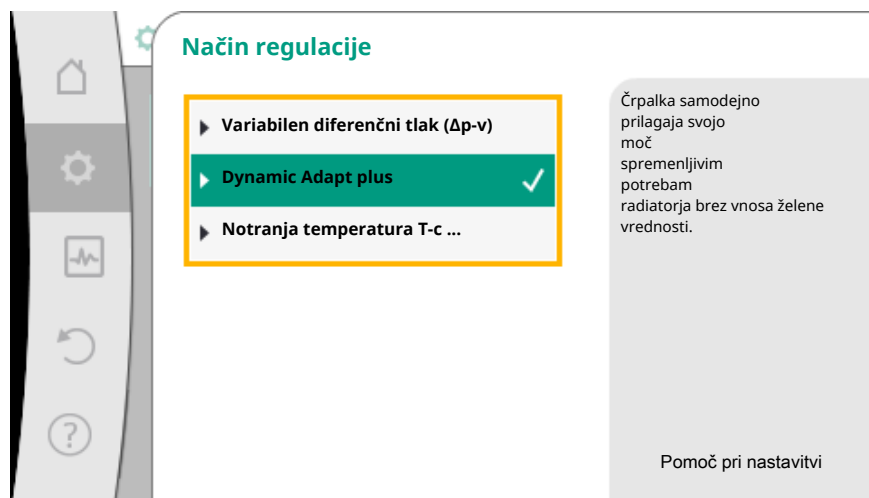 Način regulacije
Variabilen diferenčni tlak (Δp-v)
Dynamic Adapt plus
Notranja temperatura T-c ...
Črpalka samodejno
prilagaja svojo
moč
spremenljivim
potrebam
radiatorja brez vnosa želene
vrednosti.
Pomoč pri nastavitvi